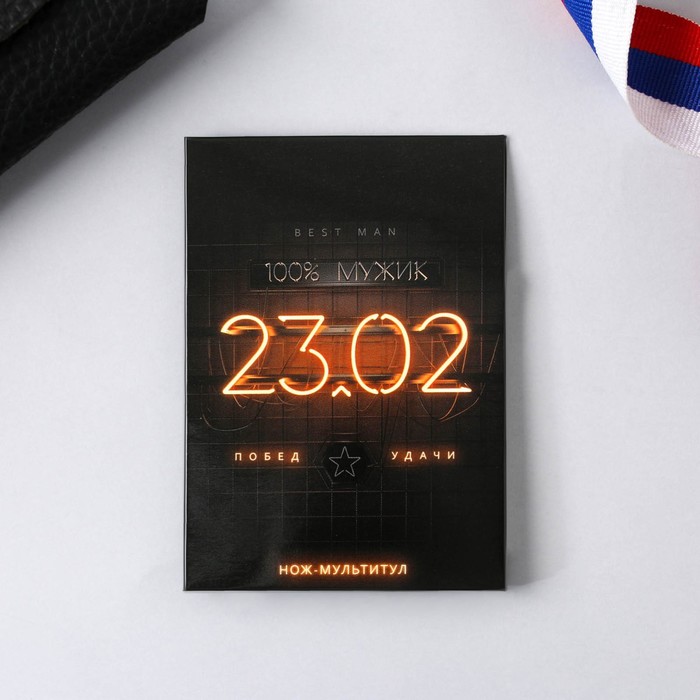 BEST MAN
100% МУЖИК
23.02
ПОБЕД УДАЧИ
НОЖ-МУЛЬТИТУЛ